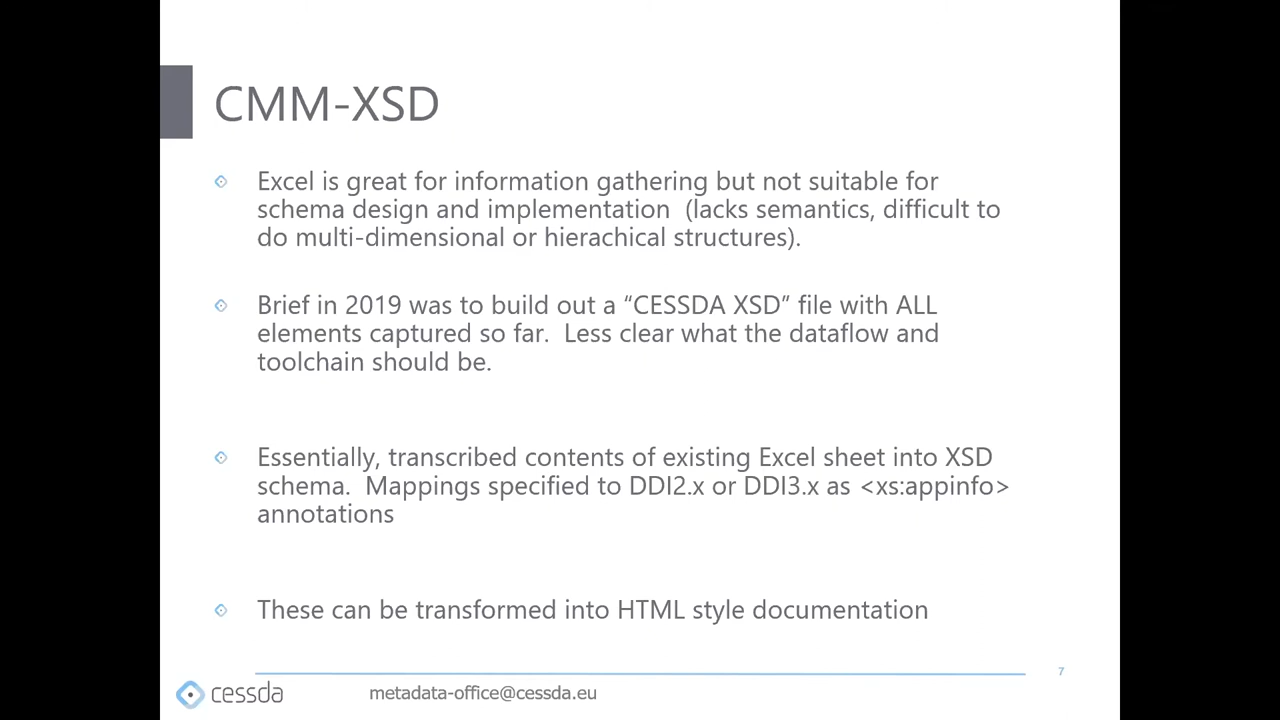 CMM-XSD
Excel is great for information gathering but not suitable for
schema design and implementation  (lacks semantics, difficult to
do multi-dimensional or hierachical structures).
Brief in 2019 was to build out a “CESSDA XSD” file with ALL
elements captured so far.  Less clear what the dataflow and
toolchain should be.
Essentially, transcribed contents of existing Excel sheet into XSD
schema.  Mappings specified to DDI2.x or DDI3.x as <xs:appinfo>
annotations
These can be transformed into HTML style documentation
7
cessda
metadata-office@cessda.eu